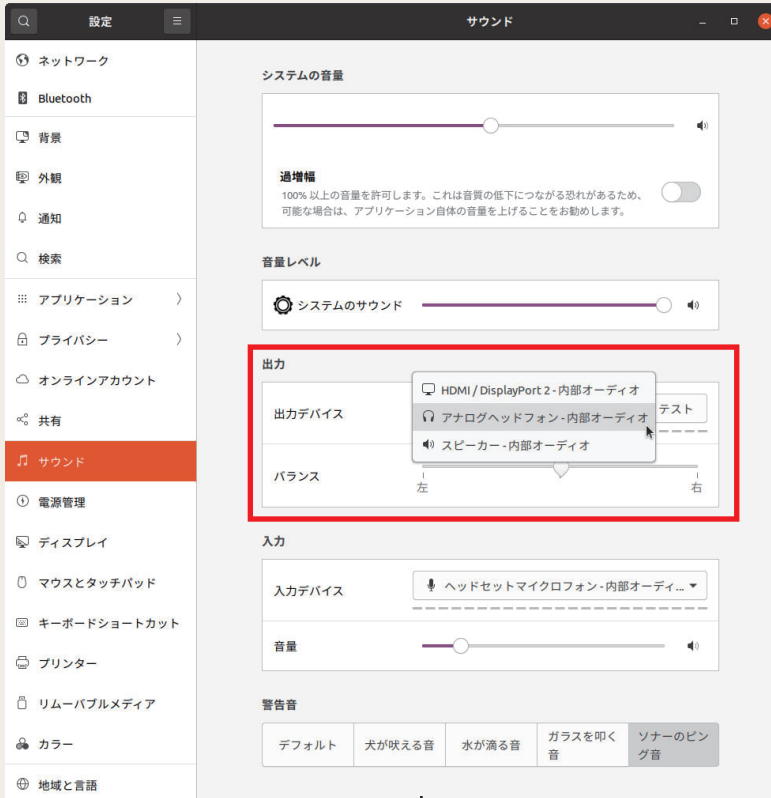 設定
サウンド
ネットワーク
Bluetooth
背景
外観
通知
検索
アプリケーション
プライバシー
オンラインアカウント
共有
サウンド
電源管理
ディスプレイ
マウスとタッチパッド
キーボードショートカット
プリンター
リムーバブルメディア
カラー
地域と言語
システムの音量
過増幅
100% 以上の音量を許可します。これは音質の低下につながる恐れがあるため、
可能な場合は、アプリケーション自体の音量を上げることをお勧めします。
音量レベル
システムのサウンド
出力
出力デバイス
HDMI / DisplayPort 2 - 内部オーディオ
アナログヘッドフォン - 内部オーディオ
スピーカー - 内部オーディオ
テスト
バランス
左
右
入力
入力デバイス
ヘッドセットマイクロフォン - 内部オーディ...
音量
警告音
デフォルト
犬が吠える音
水が滴る音
ガラスを叩く
音
ソナーのピン
グ音